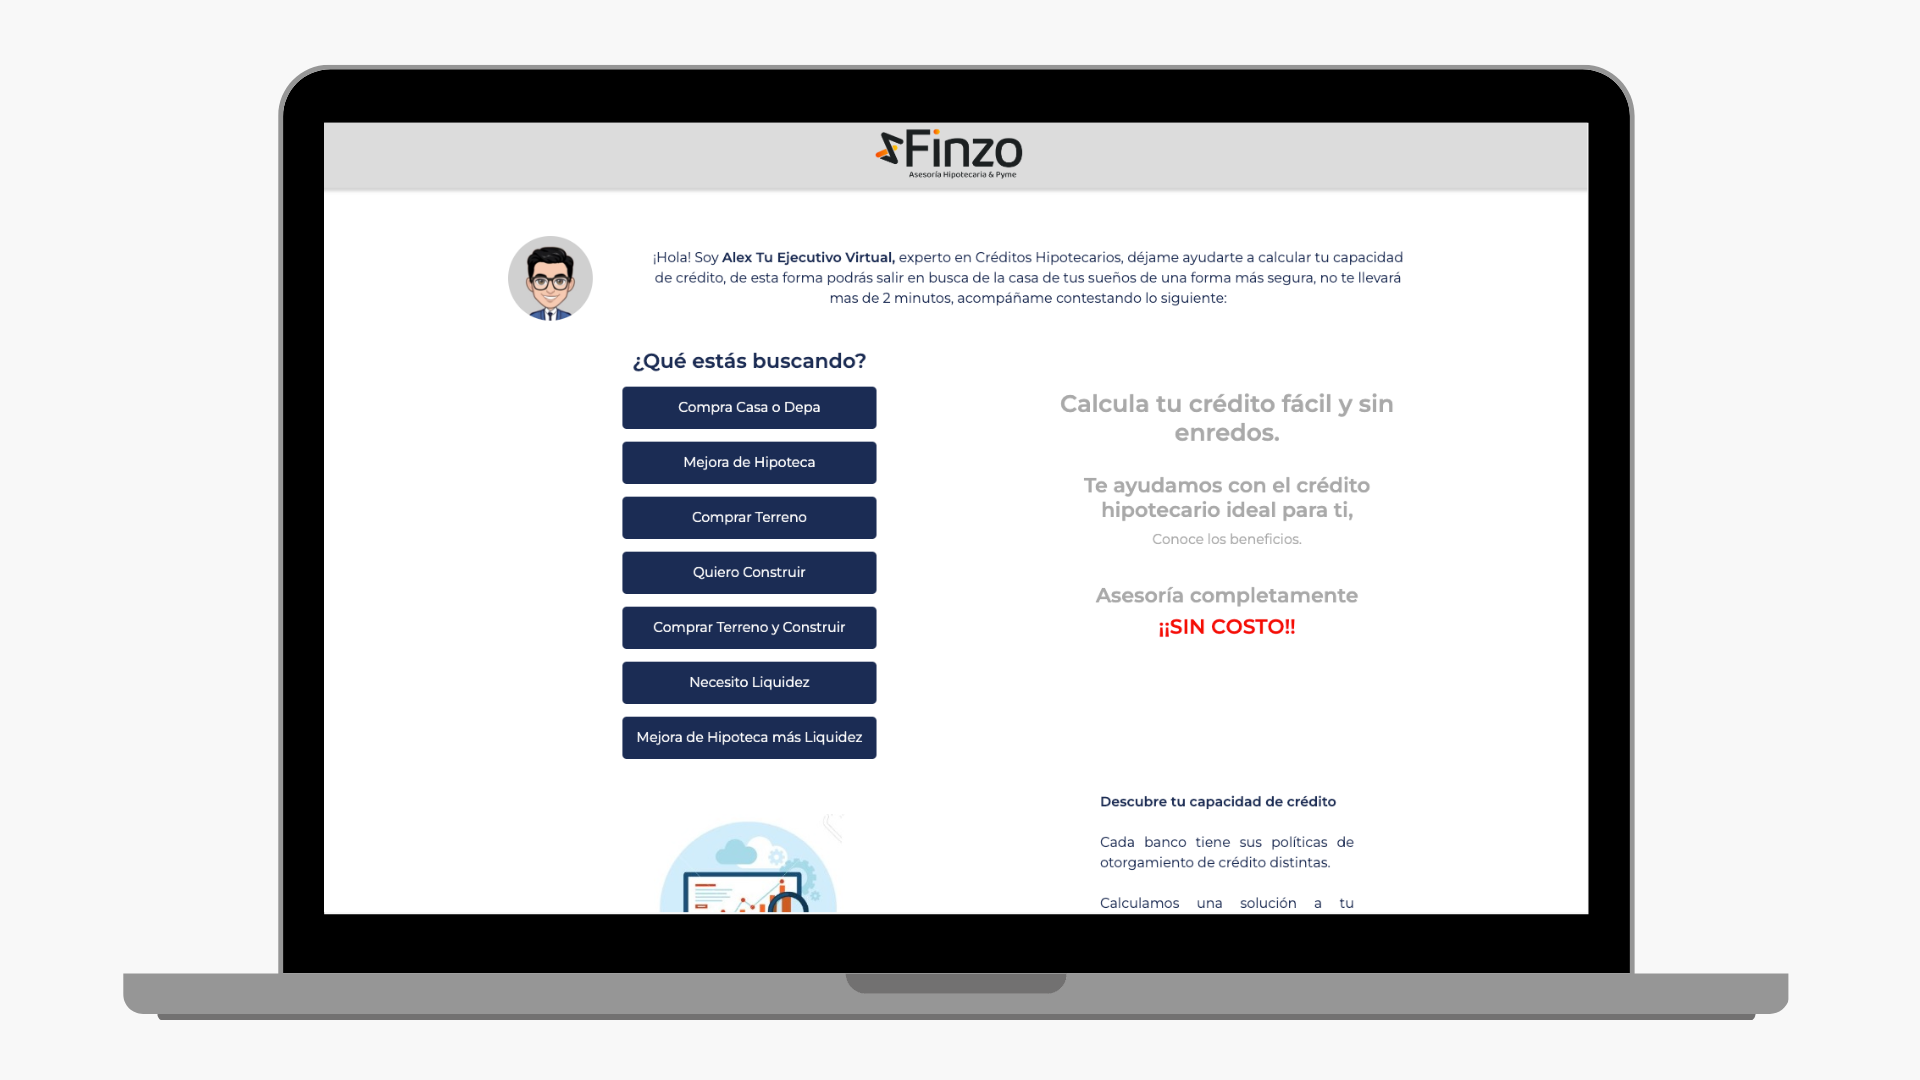 Finzo
Asesoría Hipotecaria & Pyme
¡Hola! Soy Alex Tu Ejecutivo Virtual, experto en Créditos Hipotecarios, déjame ayudarte a calcular tu capacidad
de crédito, de esta forma podrás salir en busca de la casa de tus sueños de una forma más segura, no te llevará
mas de 2 minutos, acompáñame contestando lo siguiente:
¿Qué estás buscando?
Compra Casa o Depa
Mejora de Hipoteca
Comprar Terreno
Quiero Construir
Comprar Terreno y Construir
Necesito Liquidez
Mejora de Hipoteca más Liquidez
Calcula tu crédito fácil y sin
enredos.
Te ayudamos con el crédito
hipotecario ideal para ti,
Conoce los beneficios.
Asesoría completamente
¡¡SIN COSTO!!
Descubre tu capacidad de crédito
Cada banco tiene sus políticas de
otorgamiento de crédito distintas.
Calculamos una solución a tu